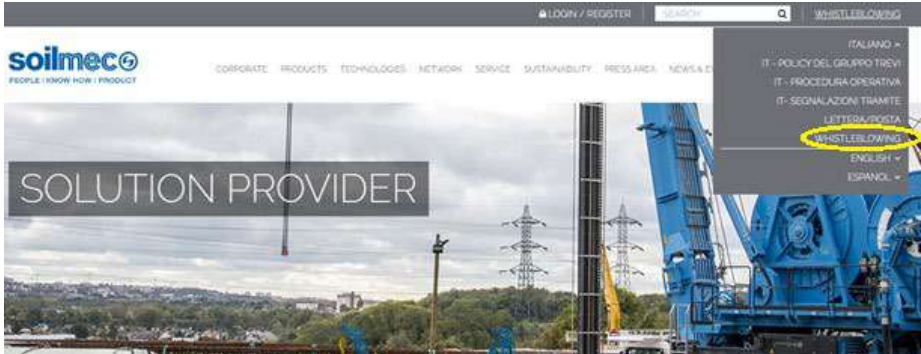 LOGIN / REGISTER SEARCH WHISTLEBLOWING
soilmec
PEOPLE | KNOW HOW | PRODUCT
CORPORATE PRODUCTS TECHNOLOGIES NETWORK SERVICE SUSTAINABILITY PRESS AREA NEWS &
ITALIANO
IT - POLICY DEL GRUPPO TREVI
IT - PROCEDURA OPERATIVA
IT- SEGNALAZIONI TRAMITE
LETTERA/POSTA
WHISTLEBLOWING
ENGLISH
ESPANOL
SOLUTION PROVIDER